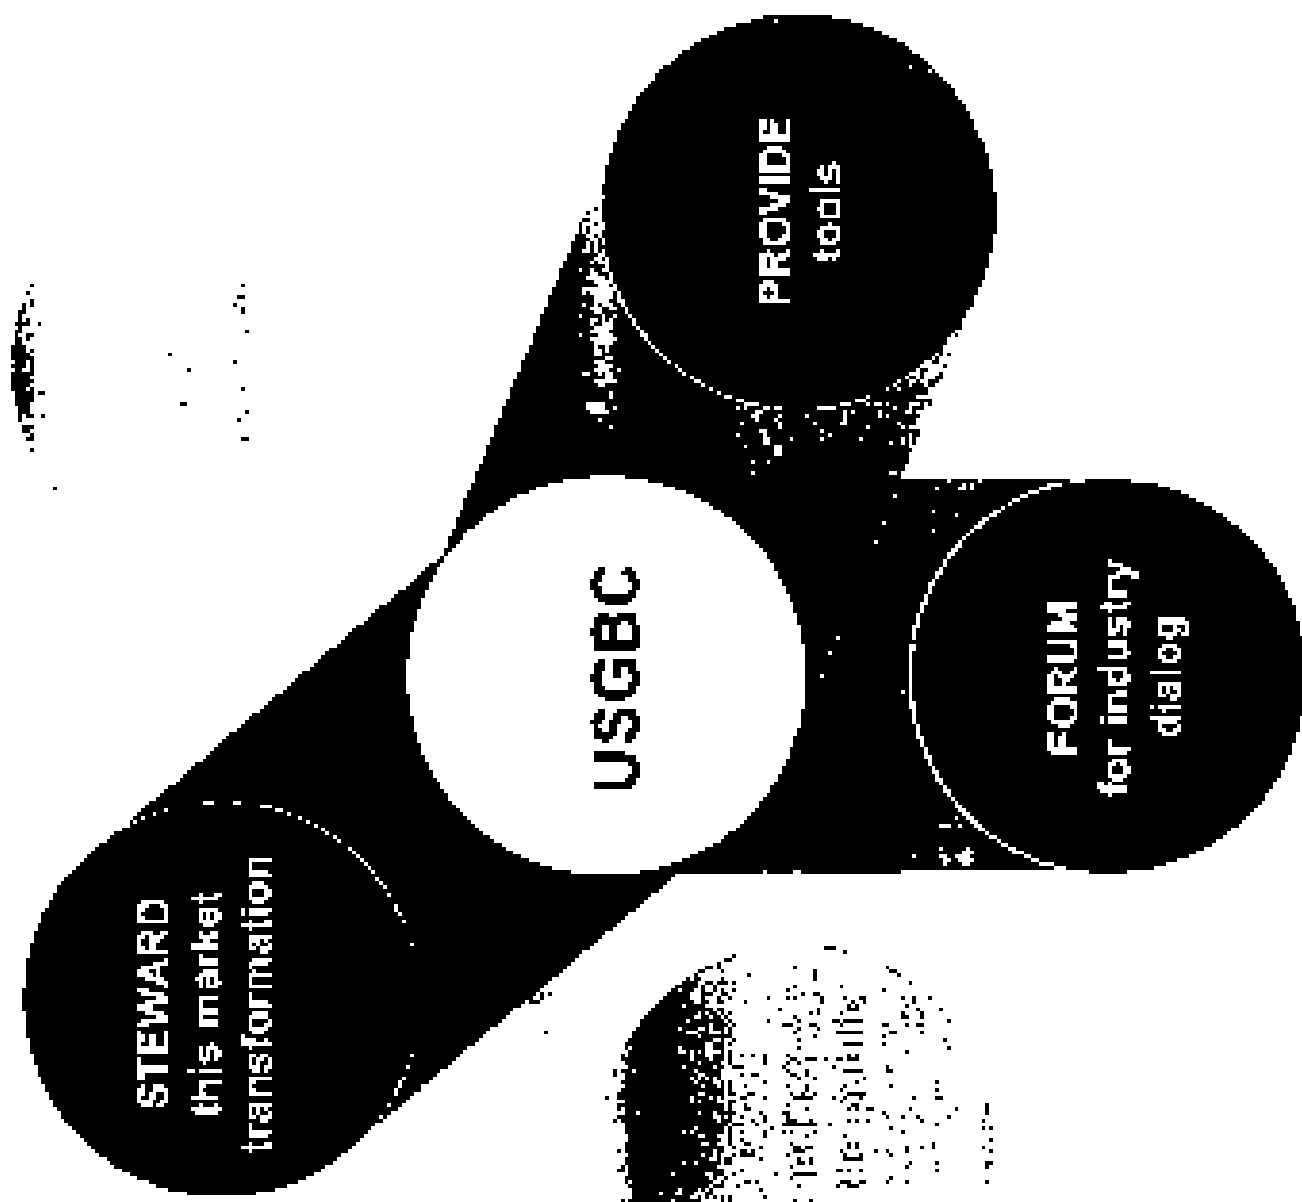 STEWARD
this market
transformation
USGBC
PROVIDE
tools
FORUM
for industry
dialog